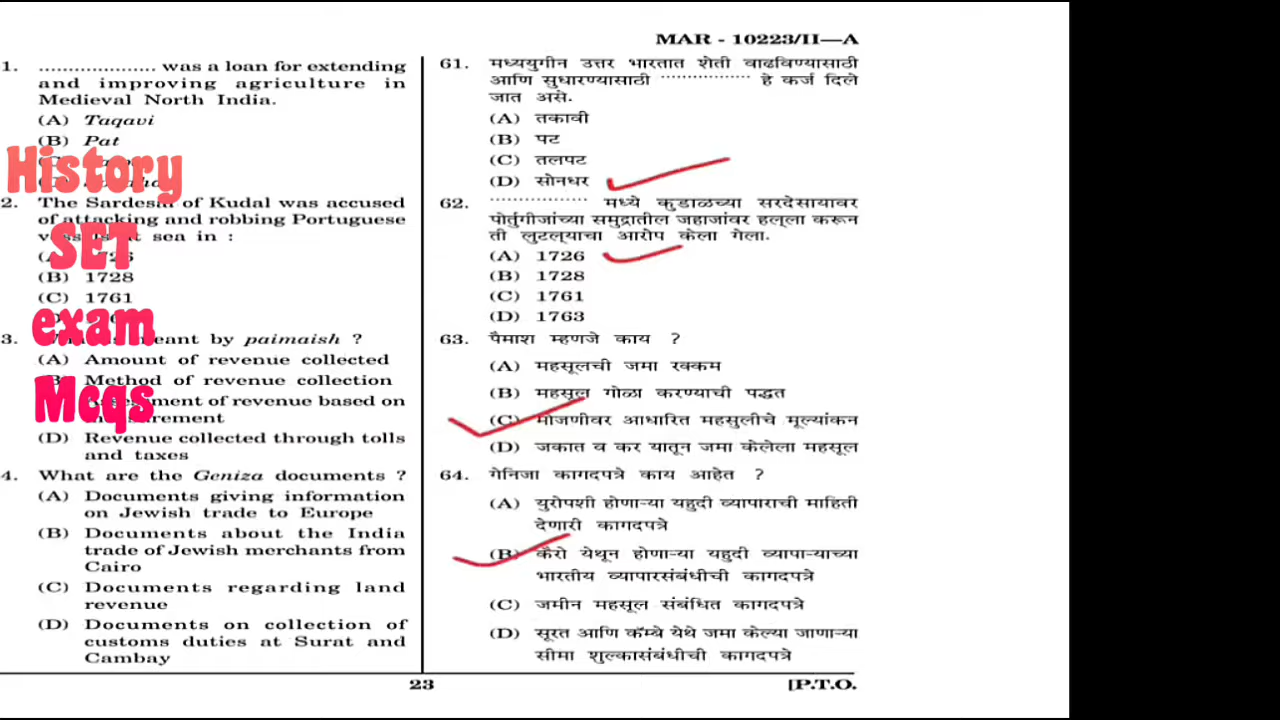 MAR - 10223/II—A
1. .................... was a loan for extending
and improving agriculture in
Medieval North India.
(A) Taqavi
(B) Pat
2. The Sardesai of Kudal was accused
of attacking and robbing Portuguese
at sea in :
(B) 1728
(C) 1761
3. meant by paimaish ?
(A) Amount of revenue collected
Method of revenue collection
of revenue based on
(D) Revenue collected through tolls
and taxes
4. What are the Geniza documents ?
(A) Documents giving information
on Jewish trade to Europe
(B) Documents about the India
trade of Jewish merchants from
Cairo
(C) Documents regarding land
revenue
(D) Documents on collection of
customs duties at Surat and
Cambay
History
SET
exam
Mcqs
61. मध्ययुगीन उत्तर भारतात शेती वाढविण्यासाठी
आणि सुधारण्यासाठी .................. हे कर्ज दिले
जात असे.
(A) तकावी
(B) पट
(C) तलपट
(D) सोनधर
62. .................. मध्ये कुडाळच्या सरदेसायावर
पोर्तुगीजांच्या समुद्रातील जहाजांवर हल्ला करून
ती लुटल्याचा आरोप केला गेला.
(A) 1726
(B) 1728
(C) 1761
(D) 1763
63. पैमाश म्हणजे काय ?
(A) महसूलची जमा रक्कम
(B) महसूल गोळा करण्याची पद्धत
(C) मोजणीवर आधारित महसुलीचे मूल्यांकन
(D) जकात व कर यातून जमा केलेला महसूल
64. गेनिजा कागदपत्रे काय आहेत ?
(A) युरोपशी होणाऱ्या यहुदी व्यापाराची माहिती
देणारी कागदपत्रे
(B) कैरो येथून होणाऱ्या यहुदी व्यापाऱ्याच्या
भारतीय व्यापारसंबंधीची कागदपत्रे
(C) जमीन महसूल संबंधित कागदपत्रे
(D) सूरत आणि कॅम्बे येथे जमा केल्या जाणाऱ्या
सीमा शुल्कासंबंधीची कागदपत्रे
23
[P.T.O.